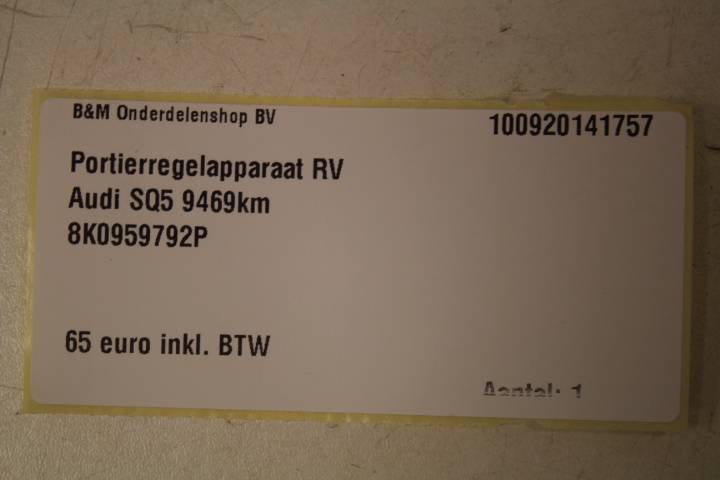 B&M Onderdelenshop BV
100920141757
Portierregelapparaat RV
Audi SQ5 9469km
8K0959792P
65 euro inkl. BTW
Aantal: 1